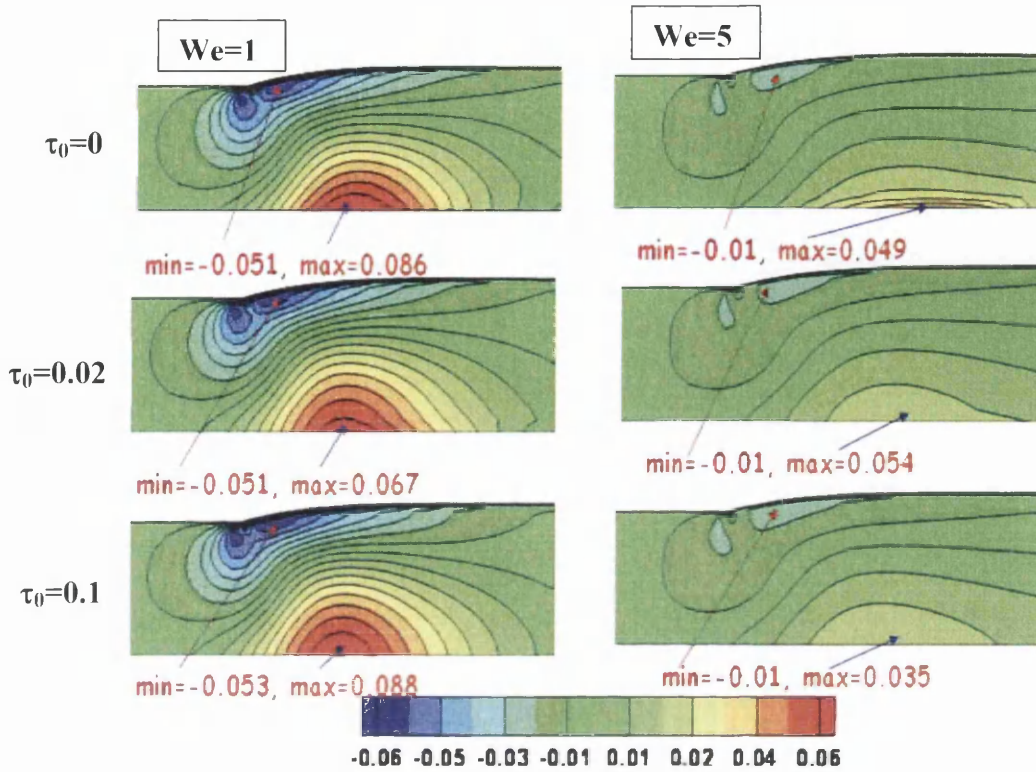 We=1
We=5
τ₀=0
min=-0.051, max=0.086
min=-0.01, max=0.049
τ₀=0.02
min=-0.051, max=0.067
min=-0.01, max=0.054
τ₀=0.1
min=-0.053, max=0.088
min=-0.01, max=0.035
-0.06 -0.05 -0.03 -0.01 0.01 0.02 0.04 0.06